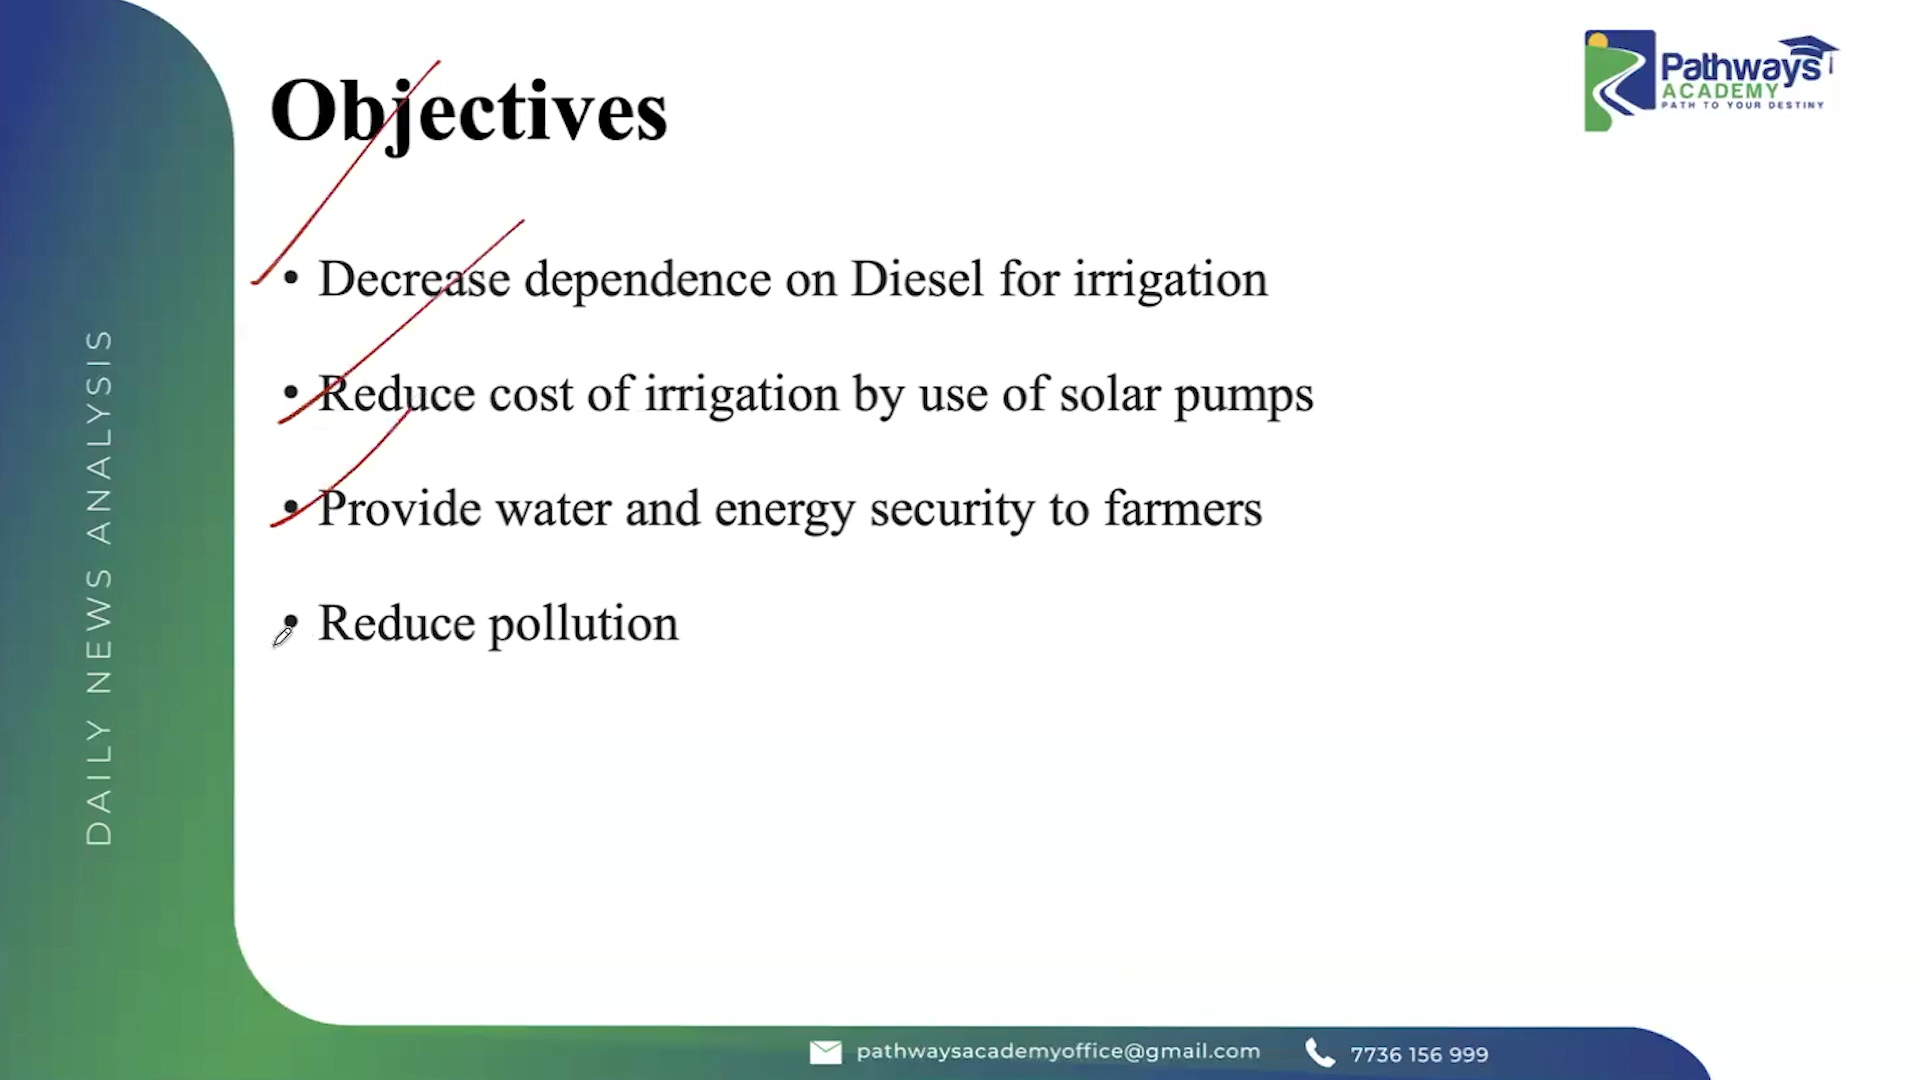 Objectives
Pathways
ACADEMY
PATH TO YOUR DESTINY
• Decrease dependence on Diesel for irrigation
• Reduce cost of irrigation by use of solar pumps
• Provide water and energy security to farmers
• Reduce pollution
DAILY NEWS ANALYSIS
pathwaysacademyoffice@gmail.com
7736 156 999